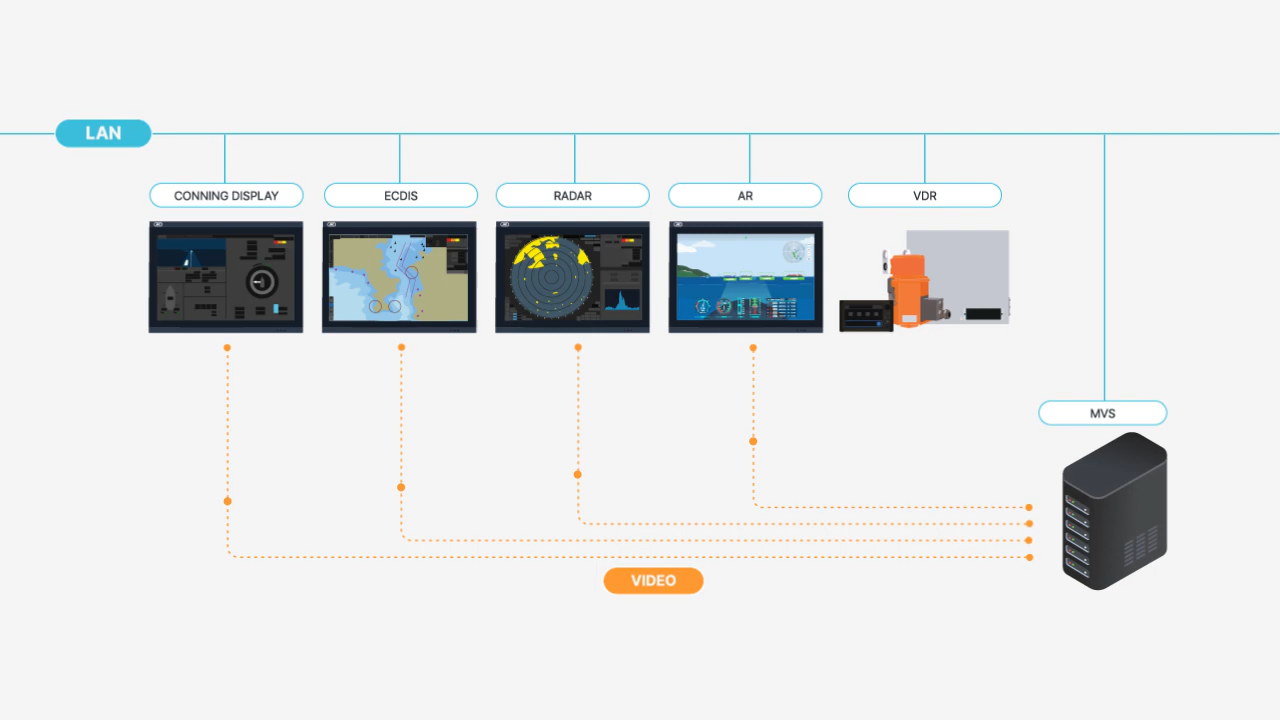 LAN
CONNING DISPLAY
ECDIS
RADAR
AR
VDR
MVS
VIDEO